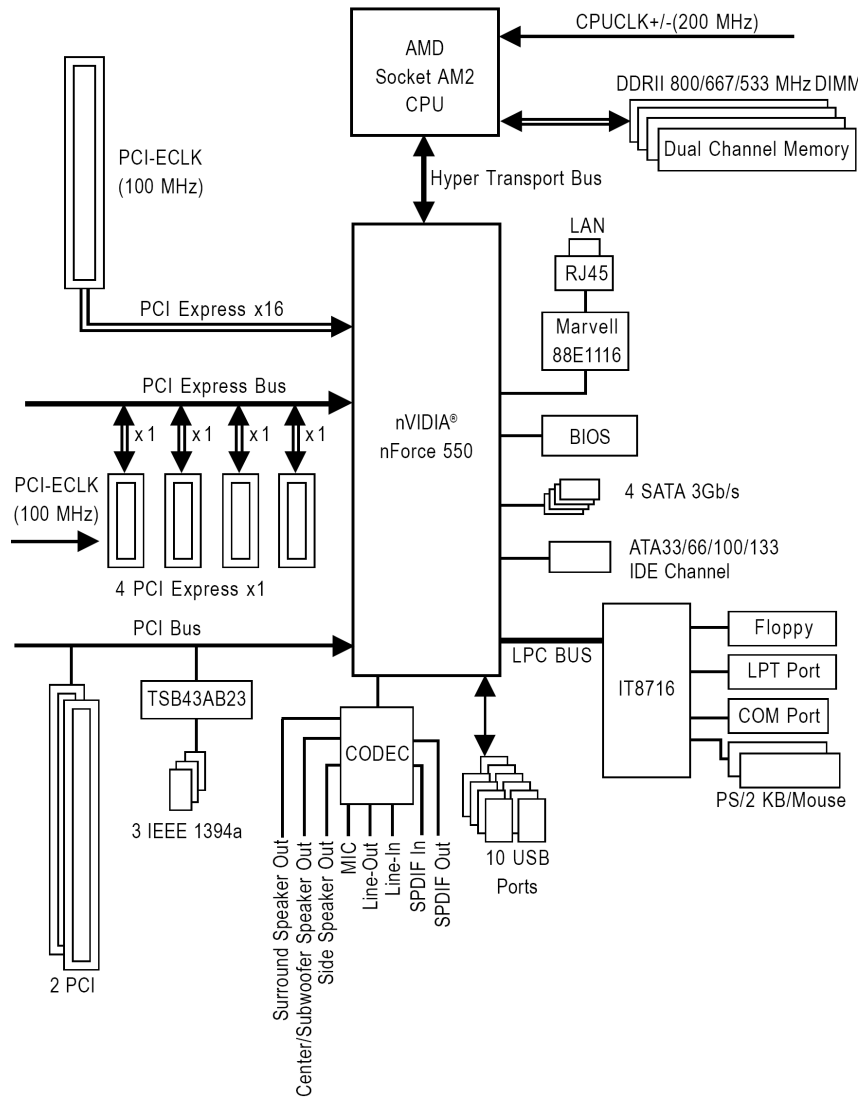 CPUCLK+/-(200 MHz)
AMD
Socket AM2
CPU
DDRII 800/667/533 MHz DIMM
Dual Channel Memory
PCI-ECLK
(100 MHz)
Hyper Transport Bus
LAN
RJ45
PCI Express x16
Marvell
88E1116
PCI Express Bus
x 1
x 1
x 1
x 1
nVIDIA®
nForce 550
BIOS
PCI-ECLK
(100 MHz)
4 SATA 3Gb/s
ATA33/66/100/133
IDE Channel
4 PCI Express x1
PCI Bus
LPC BUS
IT8716
Floppy
LPT Port
COM Port
PS/2 KB/Mouse
TSB43AB23
CODEC
3 IEEE 1394a
10 USB
Ports
Surround Speaker Out
Center/Subwoofer Speaker Out
Side Speaker Out
MIC
Line-Out
Line-In
SPDIF In
SPDIF Out
2 PCI